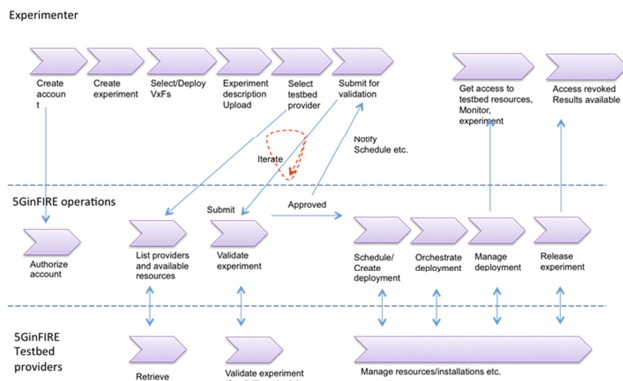 Experimenter
Create
accoun
t
Create
experiment
Select/Deploy
VxFs
Experiment
description
Upload
Select
testbed
provider
Submit for
validation
Get access to
testbed resources,
Monitor,
experiment
Access revoked
Results available
Notify
Schedule etc.
Iterate
5GinFIRE operations
Submit
Approved
Authorize
account
List providers
and available
resources
Validate
experiment
Schedule/
Create
deployment
Orchestrate
deployment
Manage
deployment
Release
experiment
5GinFIRE
Testbed
providers
Retrieve
Validate experiment
Manage resources/installations etc.